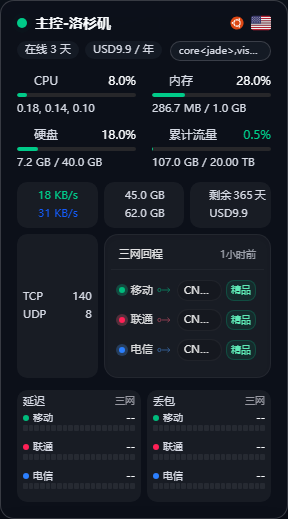 主控-洛杉矶
在线 3 天 USD9.9 / 年 core<jade>,vis...
CPU 8.0% 内存 28.0%
0.18, 0.14, 0.10 286.7 MB / 1.0 GB
硬盘 18.0% 累计流量 0.5%
7.2 GB / 40.0 GB 107.0 GB / 20.00 TB
18 KB/s 45.0 GB 剩余 365 天
31 KB/s 62.0 GB USD9.9
三网回程 1小时前
移动 CN... 精品
TCP 140
UDP 8
联通 CN... 精品
电信 CN... 精品
延迟 三网 丢包 三网
移动 -- 移动 --
联通 -- 联通 --
电信 -- 电信 --